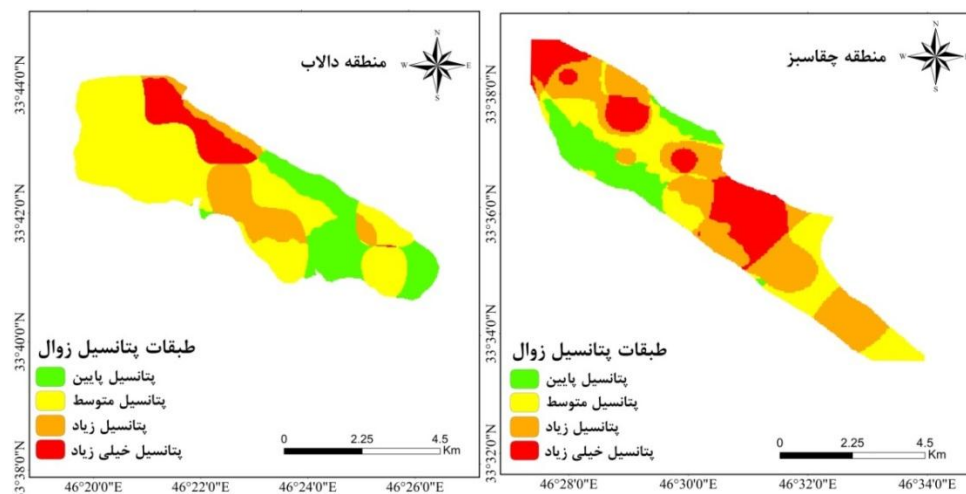 منطقه دالاب
N
W E
S
33°44'0"N
33°42'0"N
33°40'0"N
33°38'0"N
طبقات پتانسیل زوال
پتانسیل پایین
پتانسیل متوسط
پتانسیل زیاد
پتانسیل خیلی زیاد
0 2.25 4.5
Km
46°20'0"E 46°22'0"E 46°24'0"E 46°26'0"E
منطقه چقاسبز
N
W E
S
33°38'0"N
33°36'0"N
33°34'0"N
33°32'0"N
طبقات پتانسیل زوال
پتانسیل پایین
پتانسیل متوسط
پتانسیل زیاد
پتانسیل خیلی زیاد
0 2.25 4.5
Km
46°28'0"E 46°30'0"E 46°32'0"E 46°34'0"E